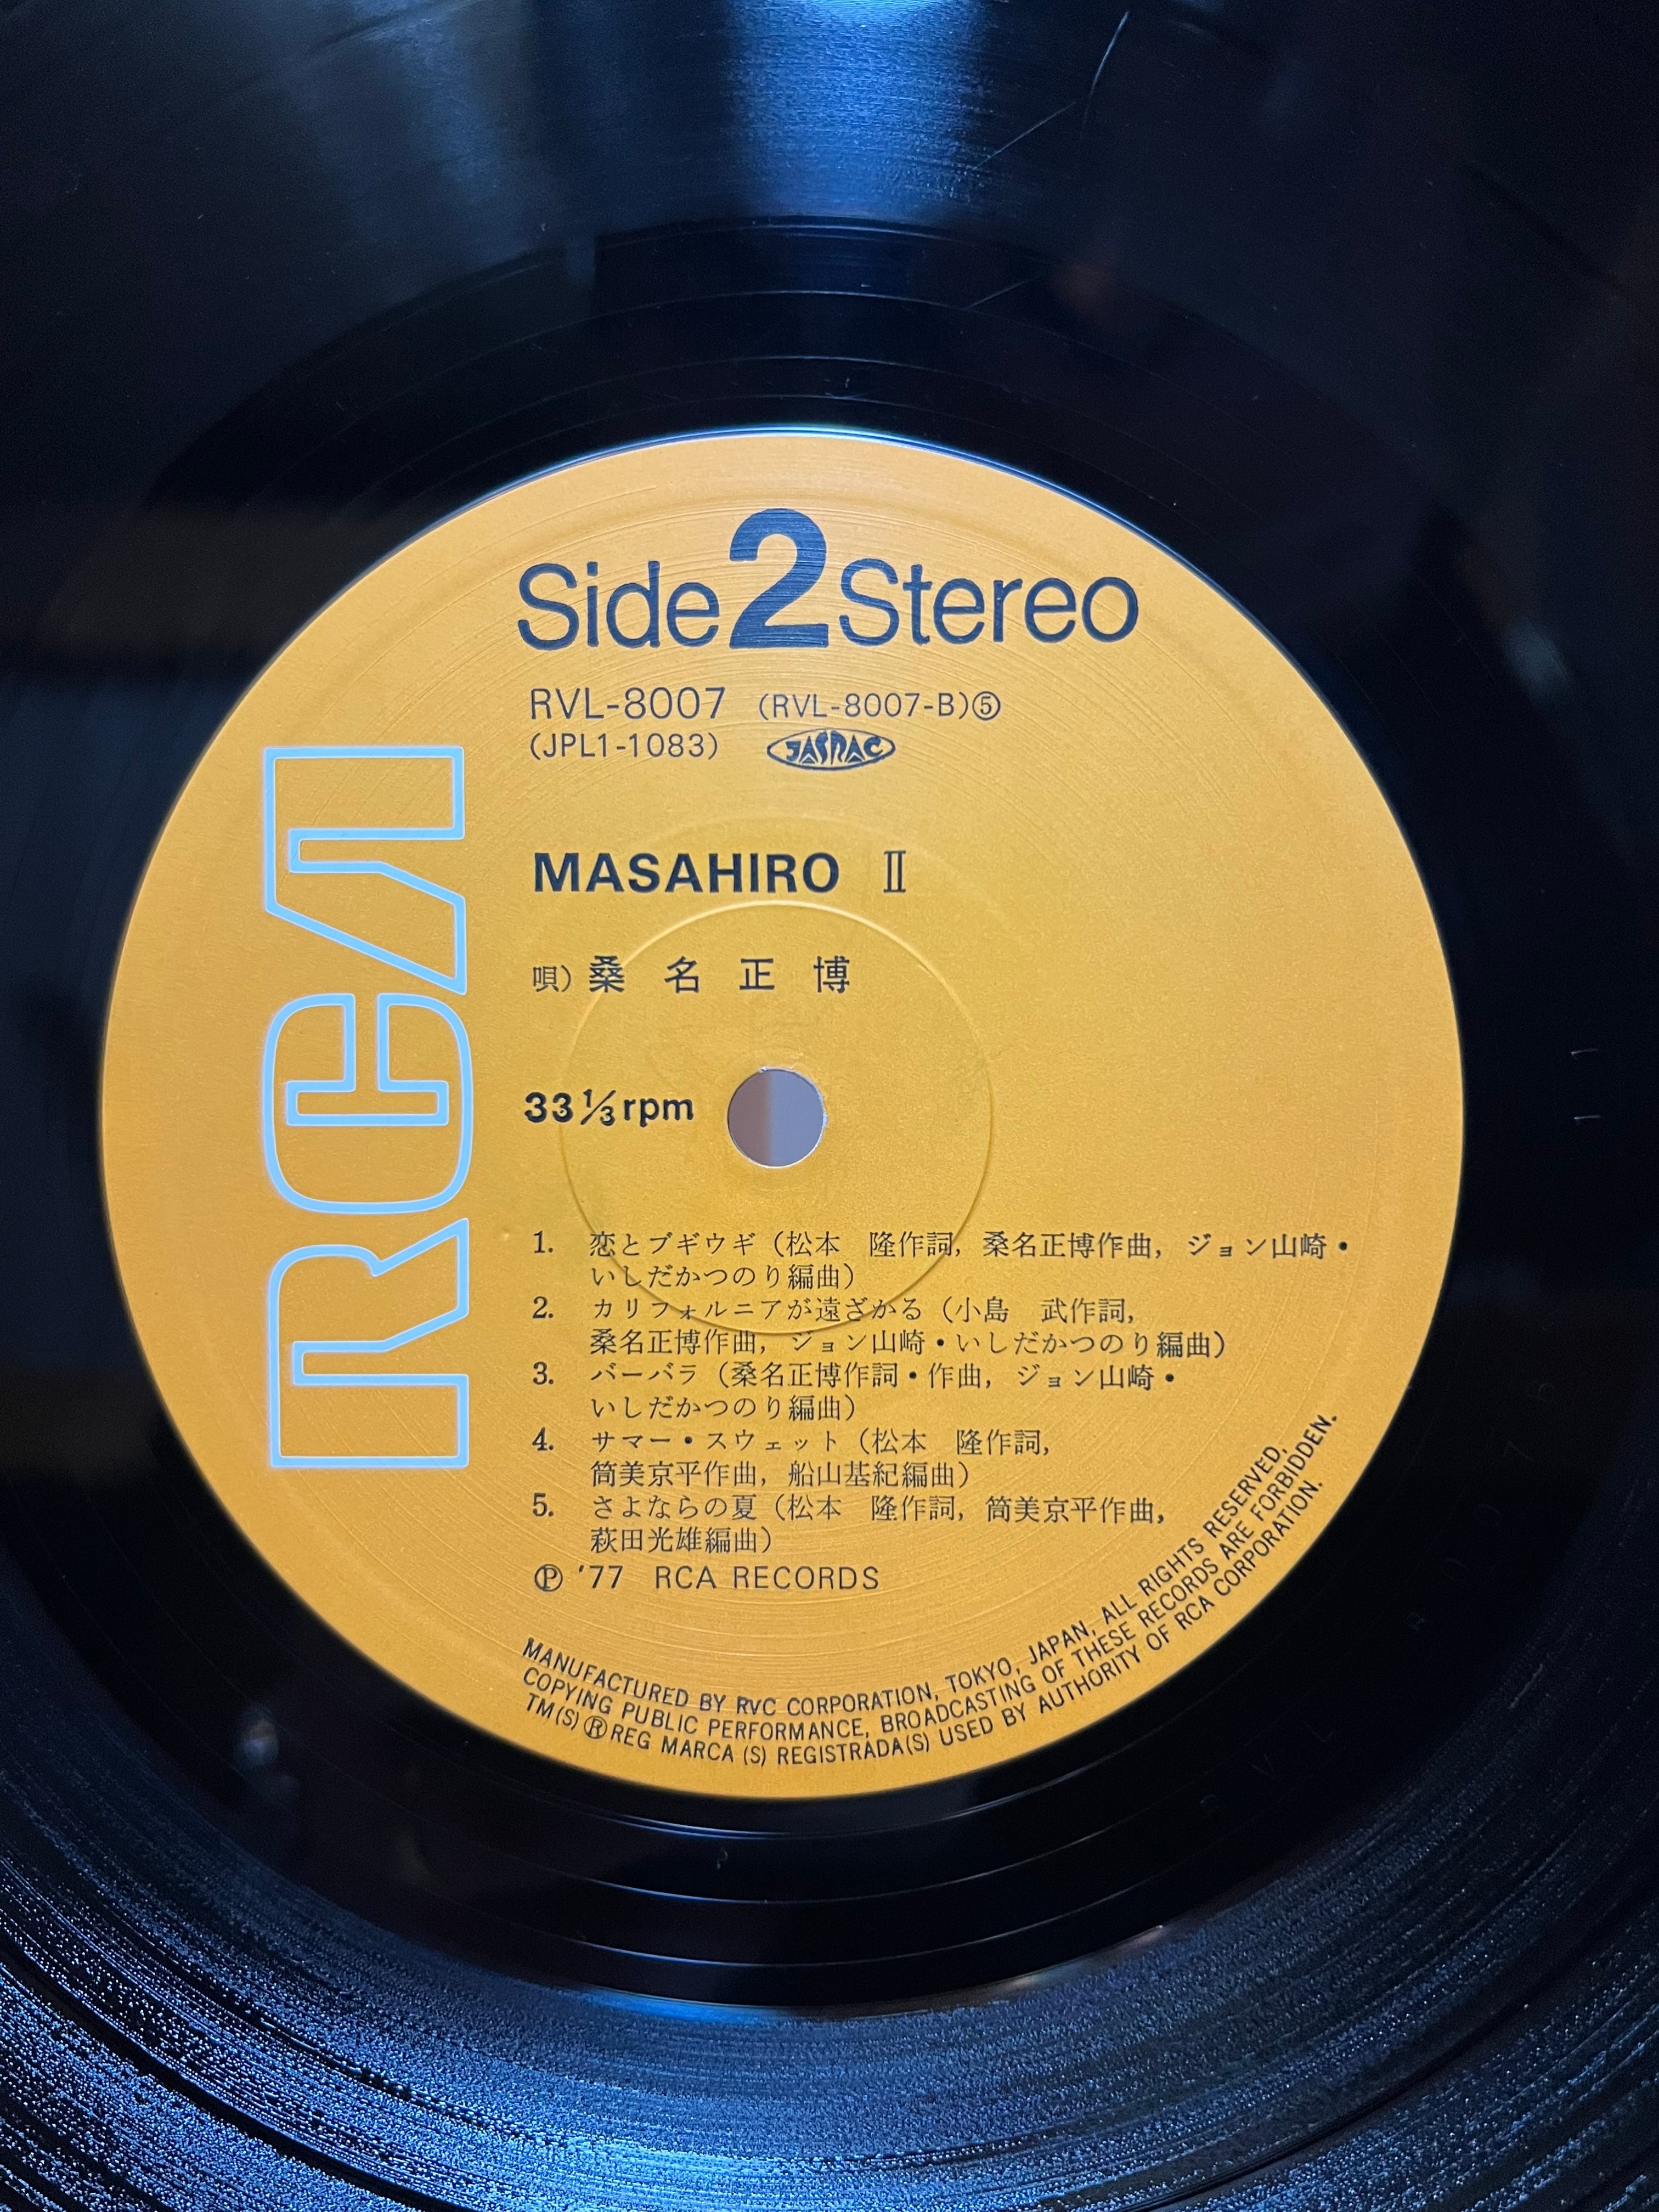 Side 2 Stereo
RVL-8007 (RVL-8007-B)⑤
(JPL1-1083) JASRAC
RCA
MASAHIRO Ⅱ
唄）桑名正博
33⅓rpm
1. 恋とブギウギ（松本 隆作詞，桑名正博作曲，ジョン山崎・
いしだかつのり編曲）
2. カリフォルニアが遠ざかる（小島 武作詞，
桑名正博作曲，ジョン山崎・いしだかつのり編曲）
3. バーバラ（桑名正博作詞・作曲，ジョン山崎・
いしだかつのり編曲）
4. サマー・スウェット（松本 隆作詞，
筒美京平作曲，船山基紀編曲）
5. さよならの夏（松本 隆作詞，筒美京平作曲，
萩田光雄編曲）
Ⓟ '77 RCA RECORDS
MANUFACTURED BY RVC CORPORATION, TOKYO, JAPAN, ALL RIGHTS RESERVED,
COPYING PUBLIC PERFORMANCE, BROADCASTING OF THESE RECORDS ARE FORBIDDEN.
TM(S) ® REG MARCA (S) REGISTRADA(S) USED BY AUTHORITY OF RCA CORPORATION.